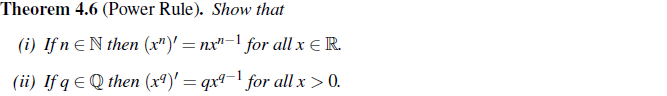 Theorem 4.6 (Power Rule). Show that
(i) If n ∈ ℕ then (xⁿ)′ = nxⁿ⁻¹ for all x ∈ ℝ.
(ii) If q ∈ ℚ then (x^q)′ = qx^{q−1} for all x > 0.